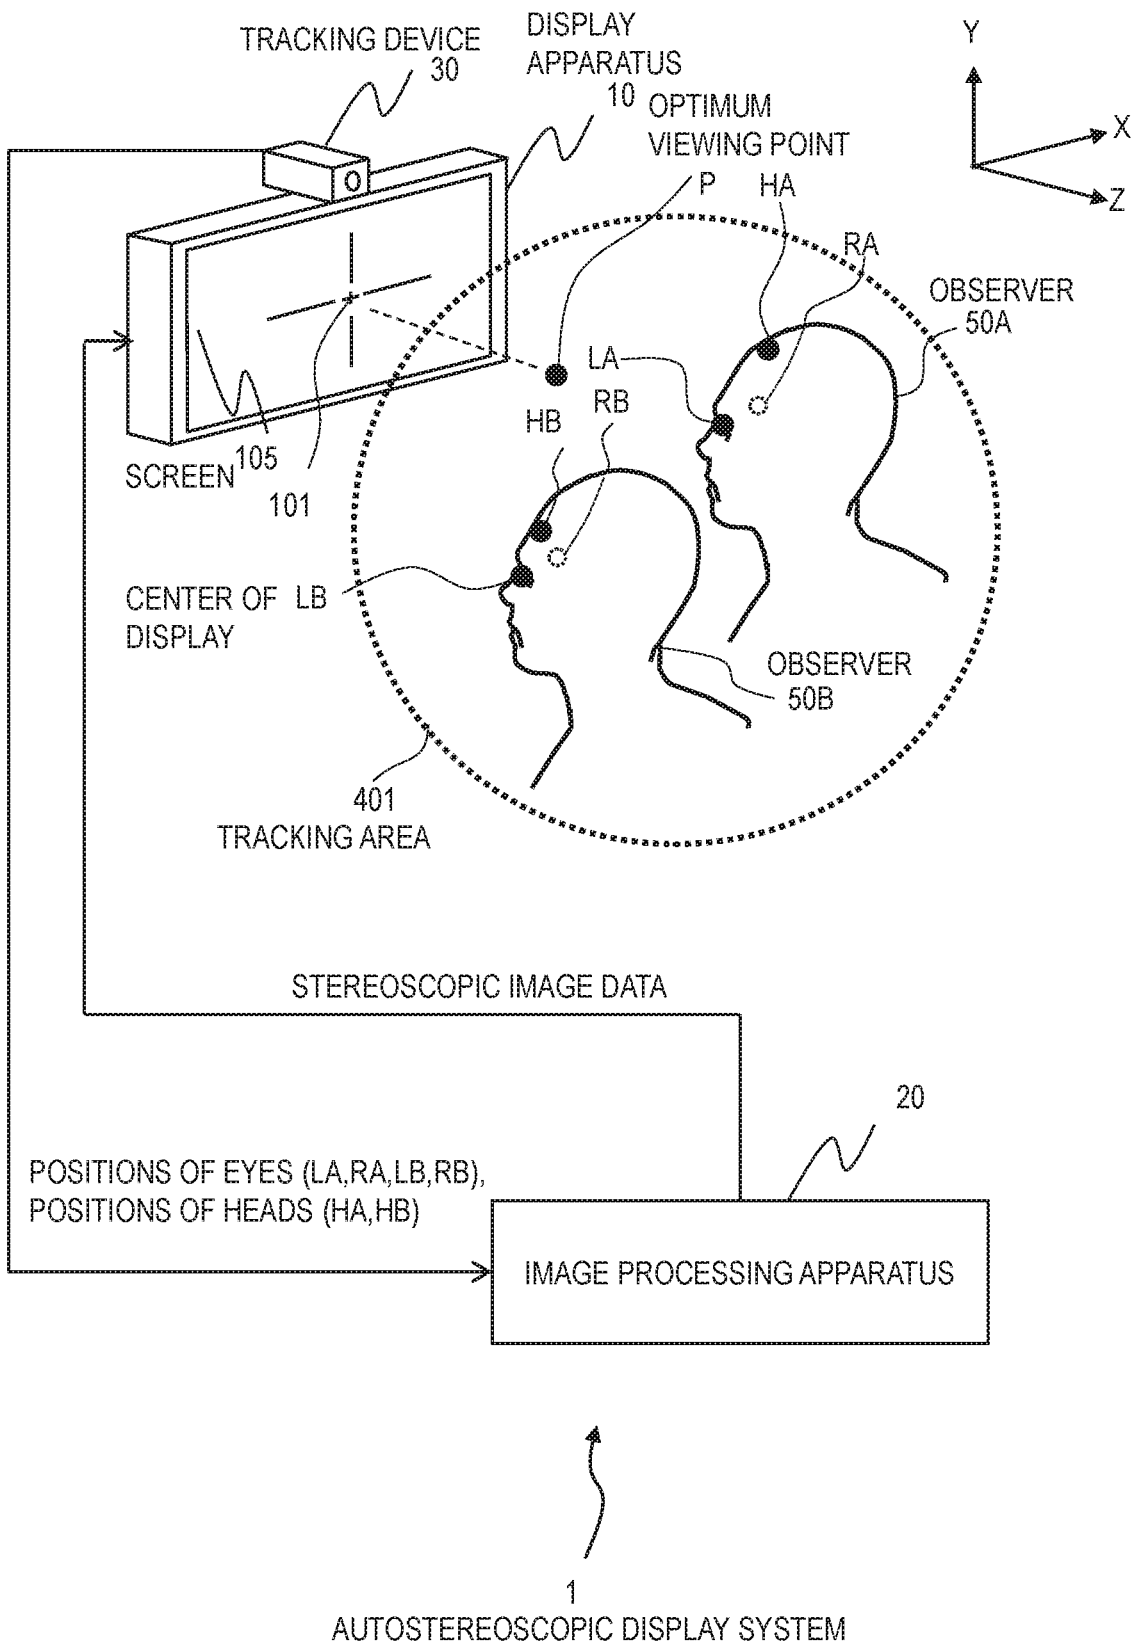 TRACKING DEVICE
30
DISPLAY
APPARATUS
10
OPTIMUM
VIEWING POINT
P
HA
RA
Y
X
Z
OBSERVER
50A
LA
RB
HB
SCREEN 105
101
CENTER OF
DISPLAY
LB
OBSERVER
50B
401
TRACKING AREA
STEREOSCOPIC IMAGE DATA
20
POSITIONS OF EYES (LA,RA,LB,RB),
POSITIONS OF HEADS (HA,HB)
IMAGE PROCESSING APPARATUS
1
AUTOSTEREOSCOPIC DISPLAY SYSTEM